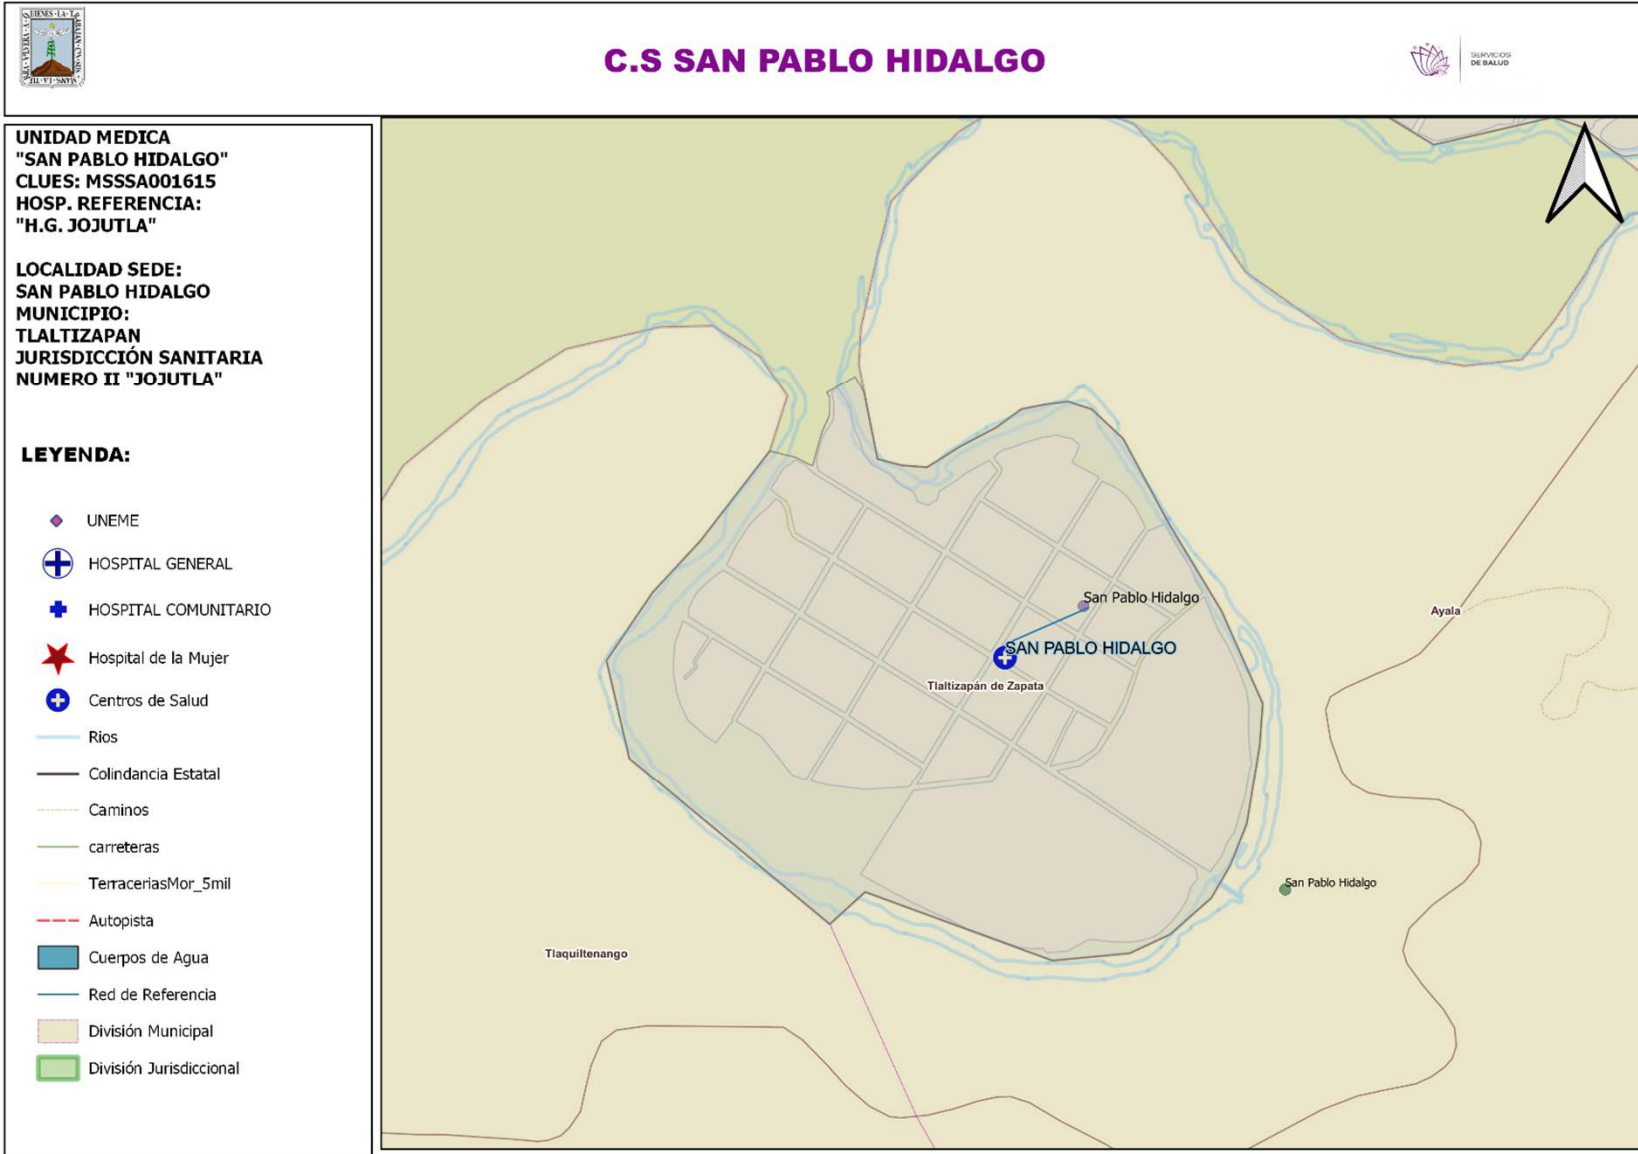 C.S SAN PABLO HIDALGO
SERVICIOS
DE SALUD
UNIDAD MEDICA
"SAN PABLO HIDALGO"
CLUES: MSSSA001615
HOSP. REFERENCIA:
"H.G. JOJUTLA"
LOCALIDAD SEDE:
SAN PABLO HIDALGO
MUNICIPIO:
TLALTIZAPAN
JURISDICCIÓN SANITARIA
NUMERO II "JOJUTLA"
LEYENDA:
UNEME
HOSPITAL GENERAL
HOSPITAL COMUNITARIO
Hospital de la Mujer
Centros de Salud
Rios
Colindancia Estatal
Caminos
carreteras
TerraceriasMor_5mil
Autopista
Cuerpos de Agua
Red de Referencia
División Municipal
División Jurisdiccional
San Pablo Hidalgo
Ayala
SAN PABLO HIDALGO
Tlaltizapán de Zapata
San Pablo Hidalgo
Tlaquiltenango